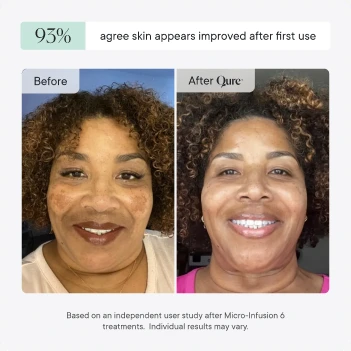 93% agree skin appears improved after first use
Before
After Qure
Based on an independent user study after Micro-Infusion 6
treatments. Individual results may vary.